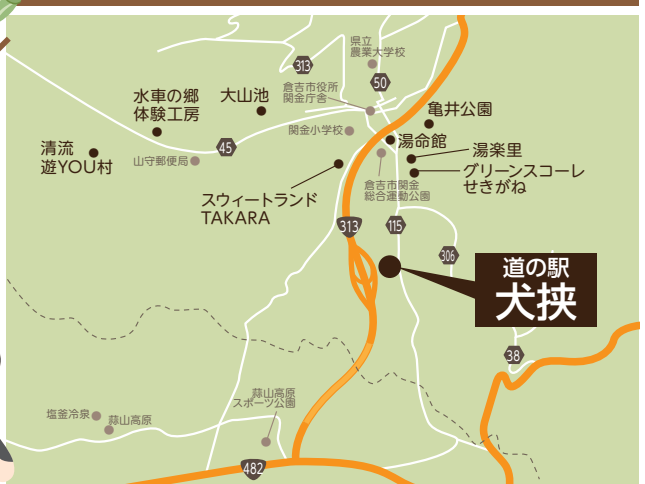 県立
農業大学校
313
50
倉吉市役所
関金庁舎
水車の郷
体験工房
大山池
亀井公園
関金小学校
湯命館
45
清流
遊YOU村
山守郵便局
湯楽里
グリーンスコーレ
せきがね
倉吉市関金
総合運動公園
スウィートランド
TAKARA
313
115
306
道の駅
犬挟
38
蒜山高原
スポーツ公園
塩釜冷泉
蒜山高原
482